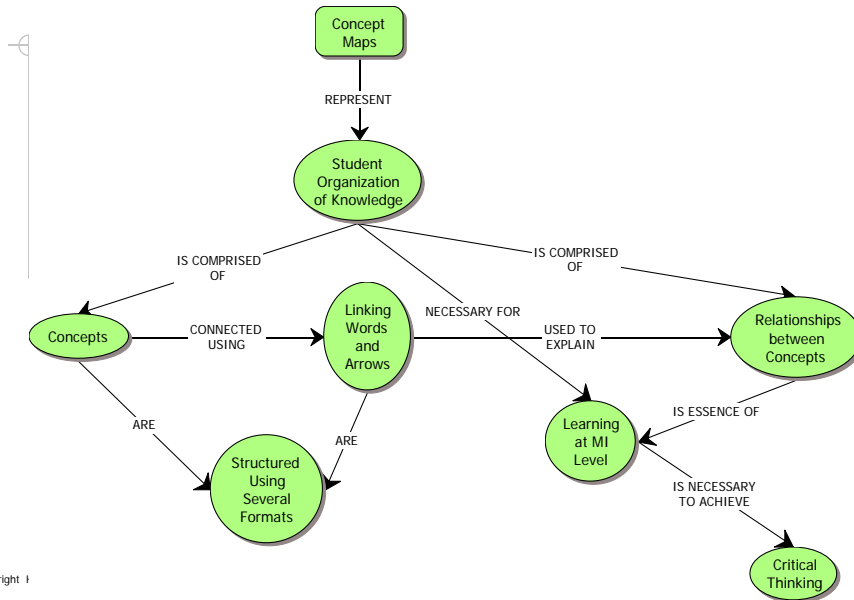 Concept
Maps
REPRESENT
Student
Organization
of Knowledge
IS COMPRISED
OF
IS COMPRISED
OF
NECESSARY FOR
Concepts
CONNECTED
USING
Linking
Words
and
Arrows
USED TO
EXPLAIN
Relationships
between
Concepts
ARE
ARE
IS ESSENCE OF
Structured
Using
Several
Formats
Learning
at MI
Level
IS NECESSARY
TO ACHIEVE
Critical
Thinking